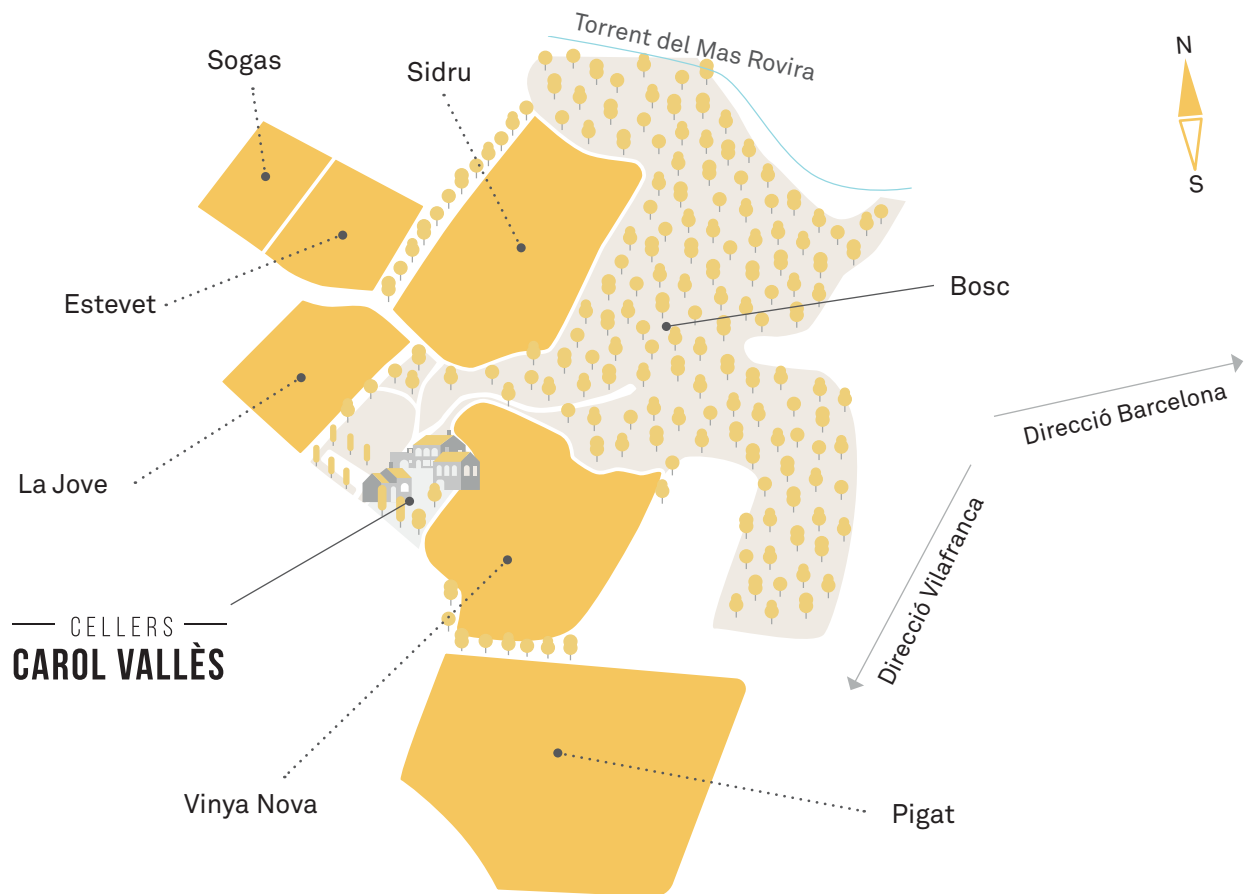 Torrent del Mas Rovira
N
S
Sogas
Sidru
Estevet
Bosc
Direcció Barcelona
La Jove
Direcció Vilafranca
CELLERS
CAROL VALLÈS
Vinya Nova
Pigat